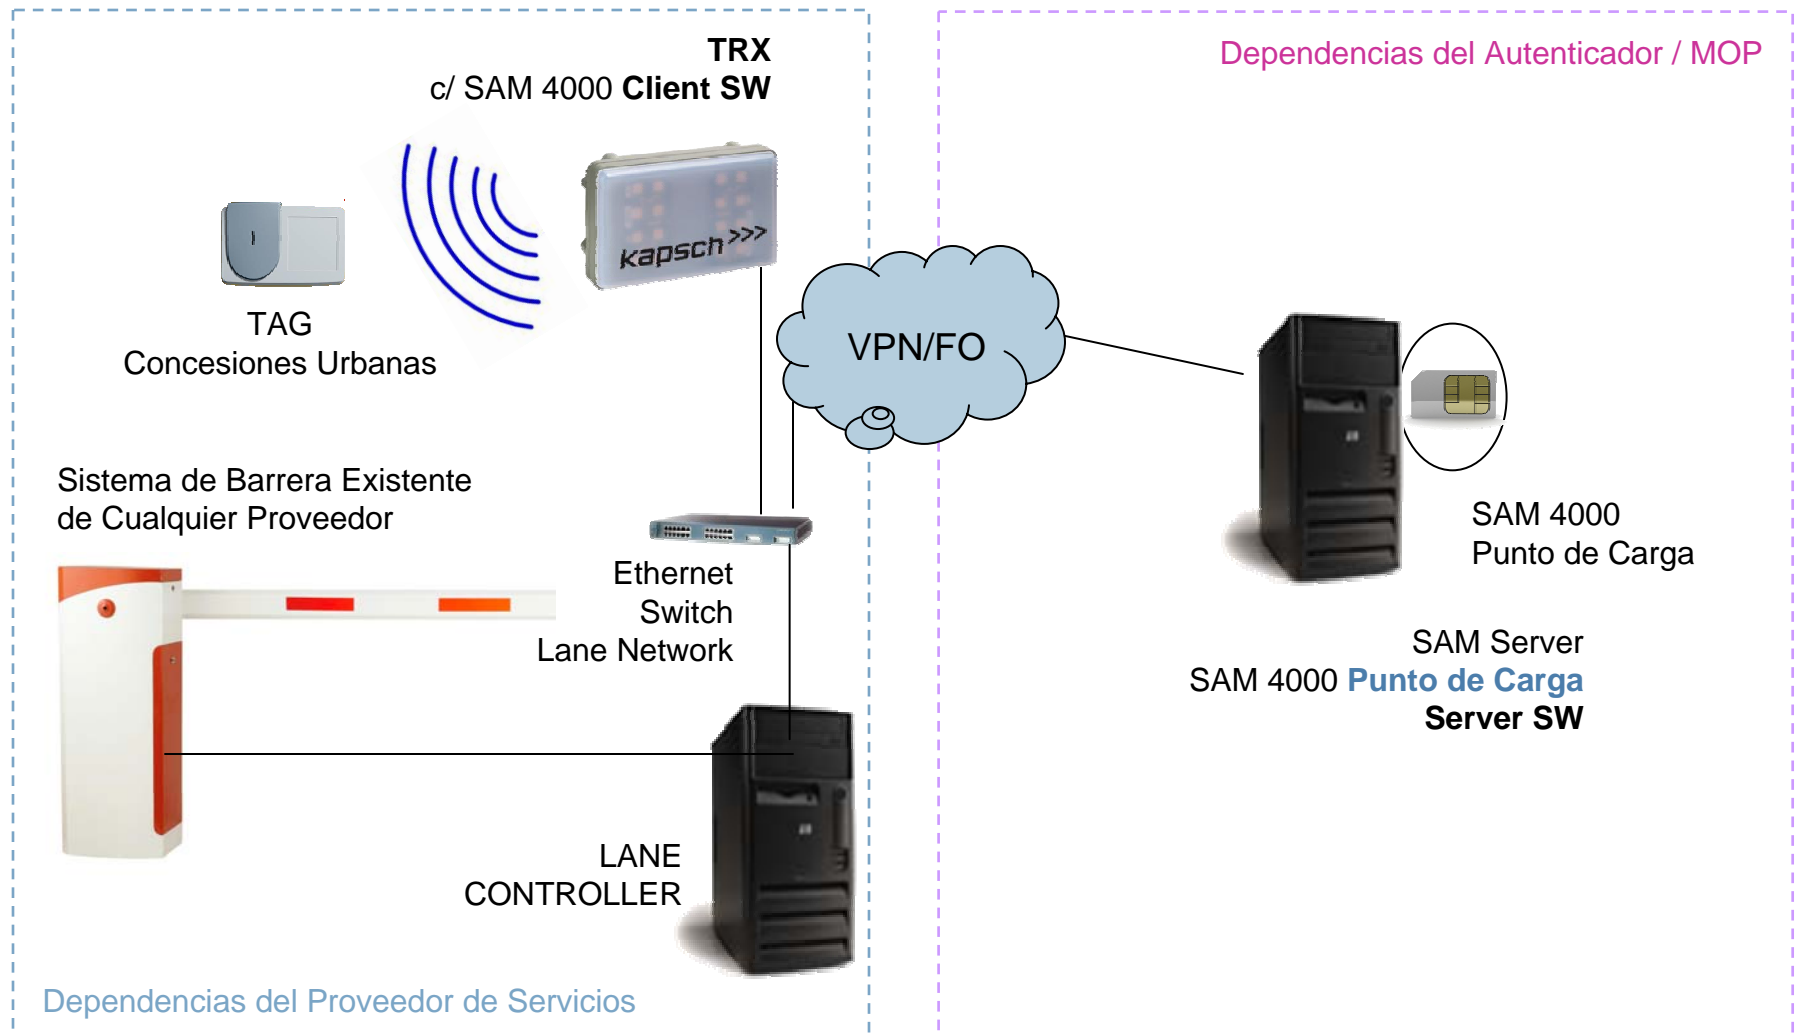 TRX
c/ SAM 4000 Client SW
Dependencias del Autenticador / MOP
kapsch >>>
TAG
Concesiones Urbanas
VPN/FO
Sistema de Barrera Existente
de Cualquier Proveedor
SAM 4000
Punto de Carga
Ethernet
Switch
Lane Network
SAM Server
SAM 4000 Punto de Carga
Server SW
LANE
CONTROLLER
Dependencias del Proveedor de Servicios